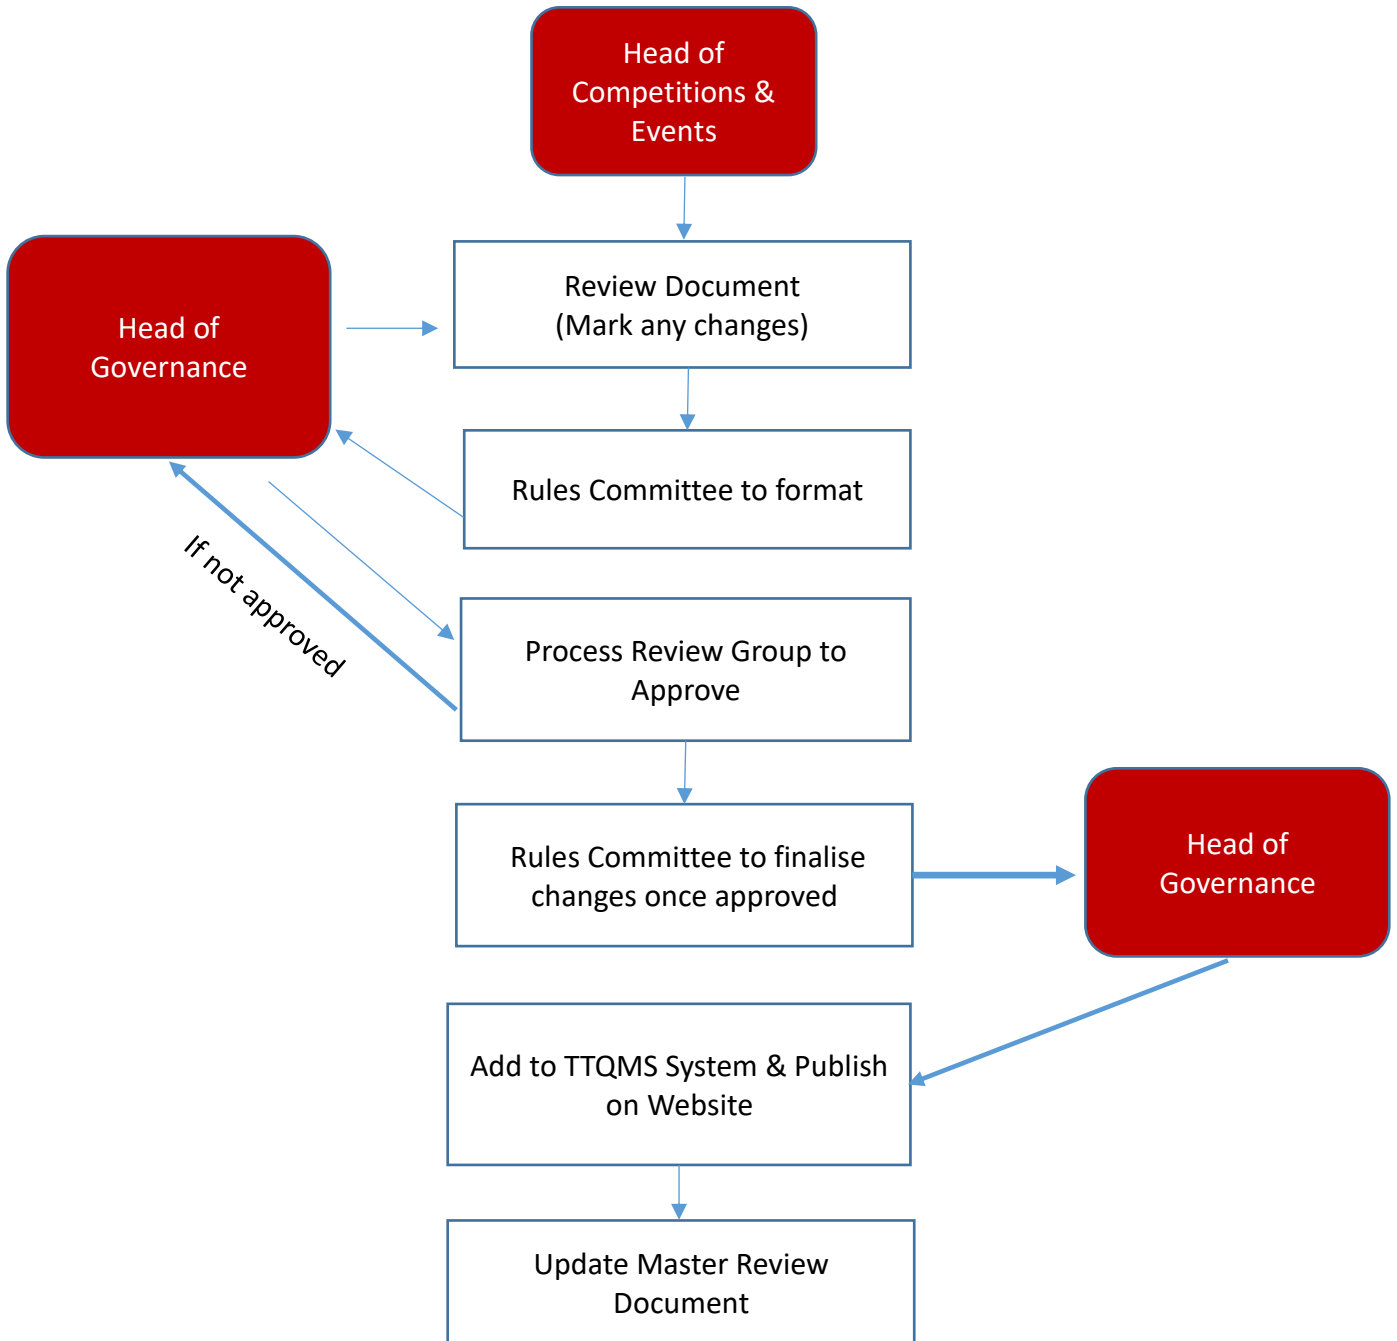 Head of
Competitions &
Events
Review Document
(Mark any changes)
Head of
Governance
Rules Committee to format
If not approved
Process Review Group to
Approve
Rules Committee to finalise
changes once approved
Head of
Governance
Add to TTQMS System & Publish
on Website
Update Master Review
Document